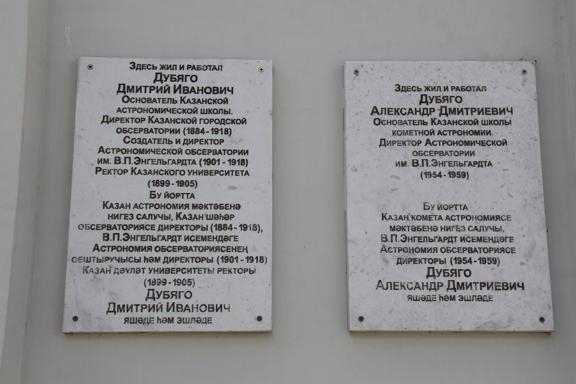 Здесь жил и работал
Дубяго
Дмитрий Иванович
Основатель Казанской
астрономической школы.
Директор Казанской городской
обсерватории (1884-1918)
Создатель и директор
Астрономической обсерватории
им. В.П.Энгельгардта (1901-1918)
Ректор Казанского университета
(1899-1905)
Бу йортта
Казан астрономия мәктәбенә
нигез салучы, Казан шәһәр
обсерваториясе директоры (1884-1918),
В.П.Энгельгардт исемендәге
Астрономия обсерваториясенең
оештыручысы һәм директоры (1901-1918)
Казан дәүләт университеты ректоры
(1899-1905)
Дубяго
Дмитрий Иванович
яшәде һәм эшләде
Здесь жил и работал
Дубяго
Александр Дмитриевич
Основатель Казанской школы
кометной астрономии.
Директор Астрономической
обсерватории
им. В.П.Энгельгардта
(1954-1959)
Бу йортта
Казан комета астрономиясе
мәктәбенә нигез салучы,
В.П.Энгельгардт исемендәге
Астрономия обсерваториясе
директоры (1954-1959)
Дубяго
Александр Дмитриевич
яшәде һәм эшләде